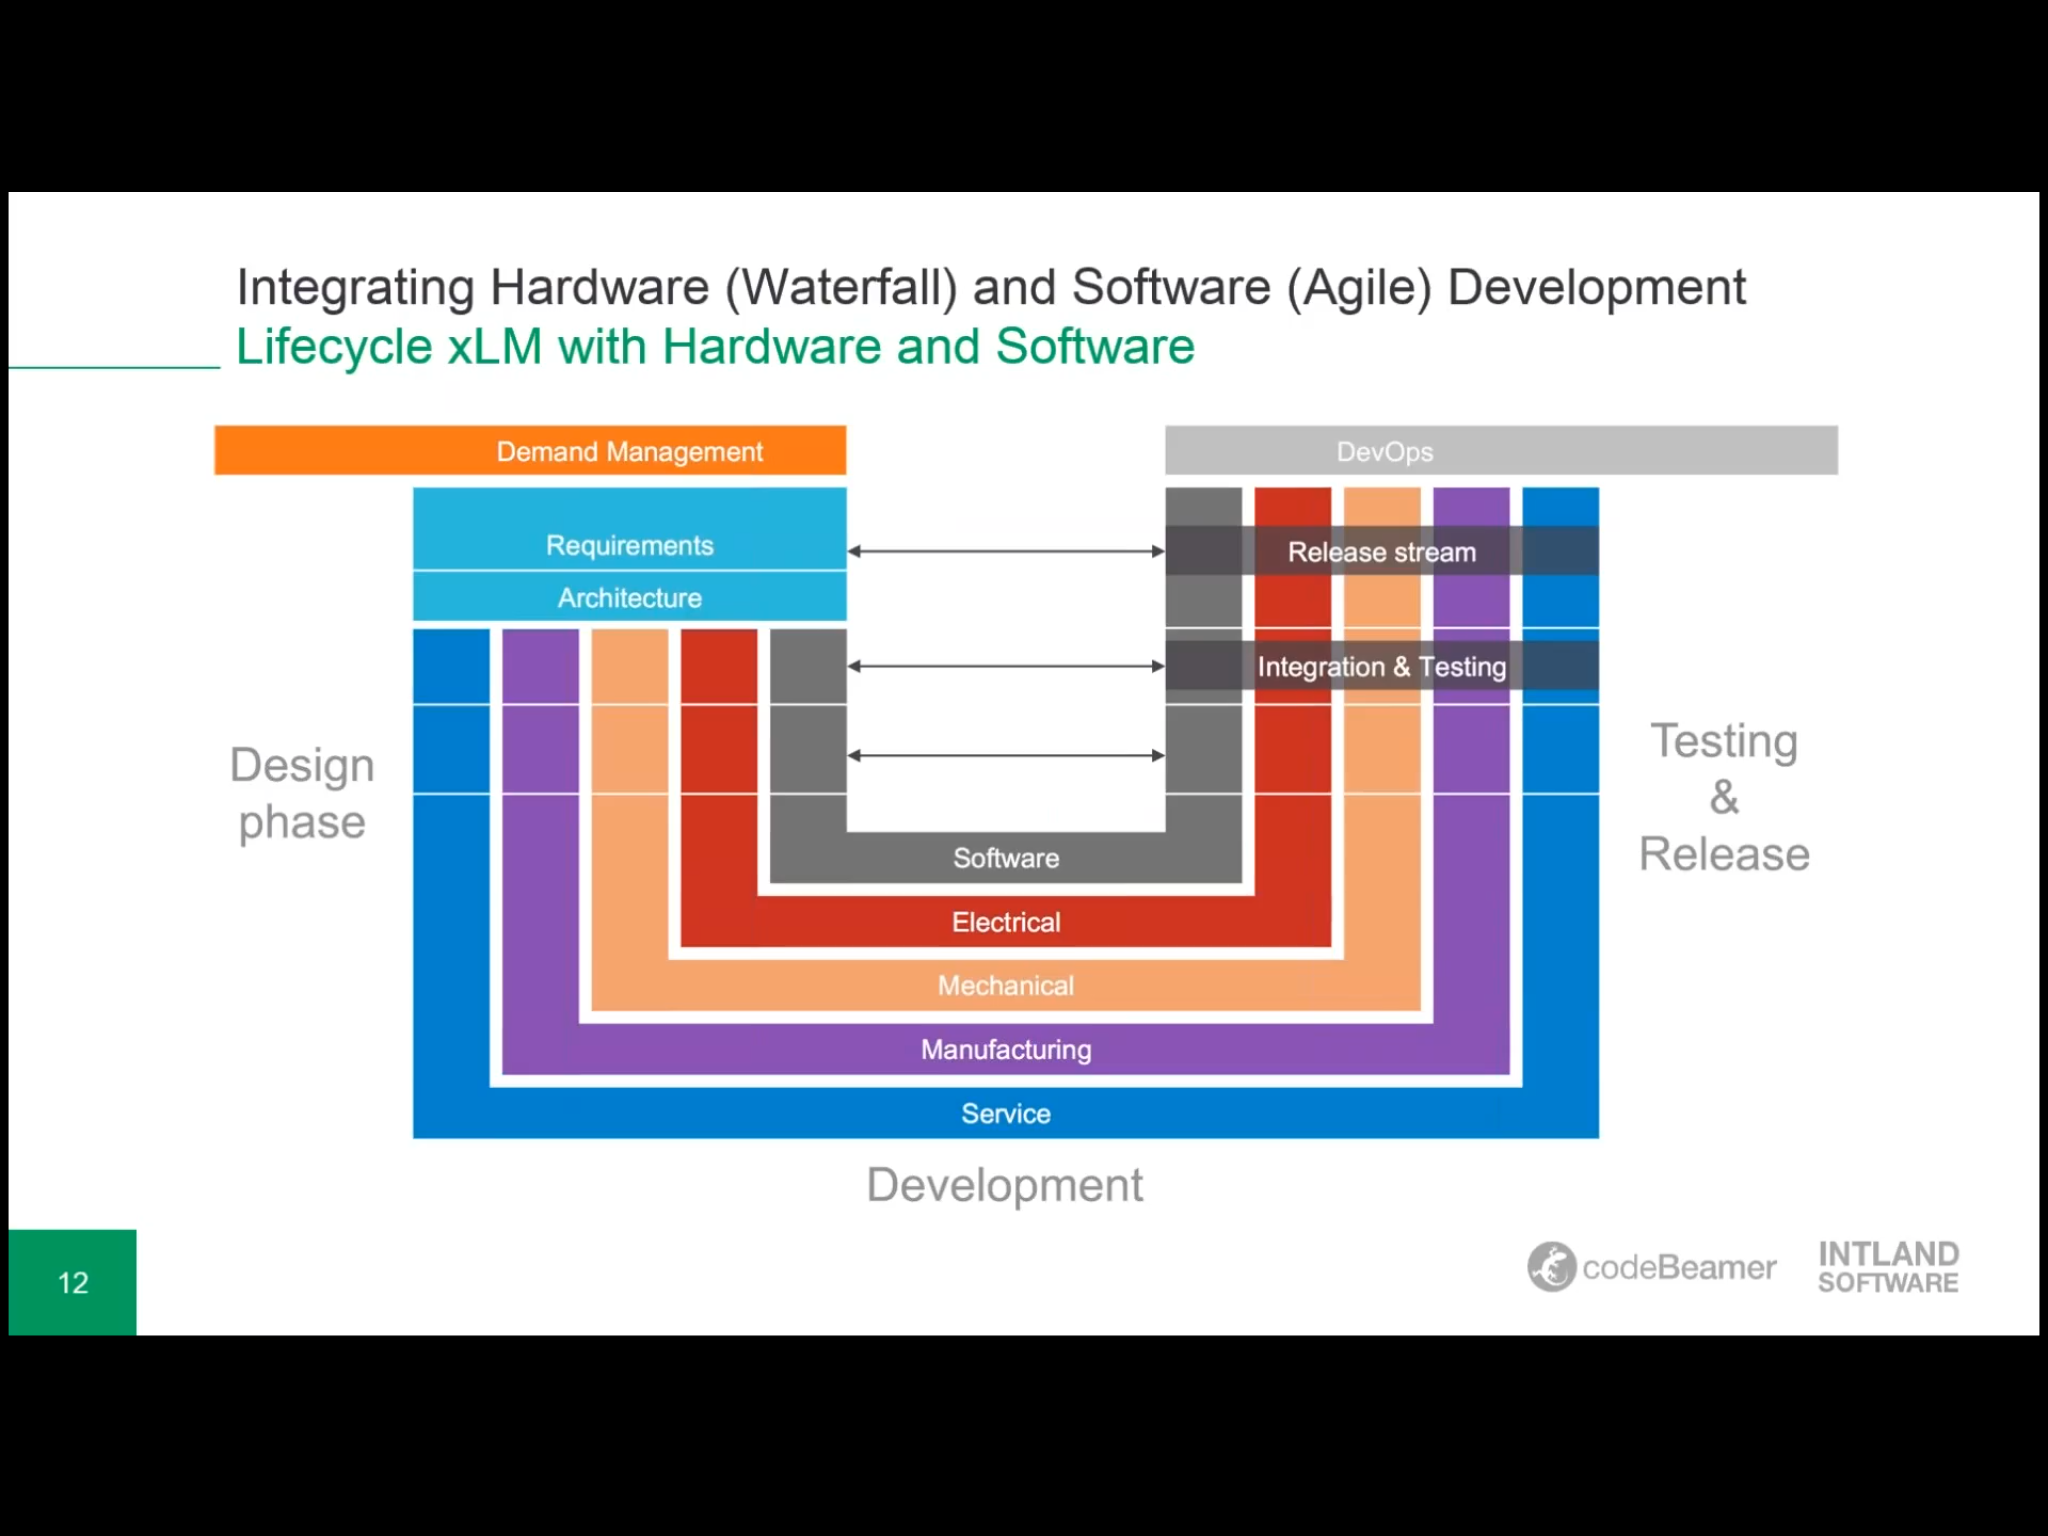 Integrating Hardware (Waterfall) and Software (Agile) Development
Lifecycle xLM with Hardware and Software
Demand Management
DevOps
Requirements
Release stream
Architecture
Integration & Testing
Design
phase
Testing
&
Release
Software
Electrical
Mechanical
Manufacturing
Service
Development
12
codeBeamer
INTLAND
SOFTWARE